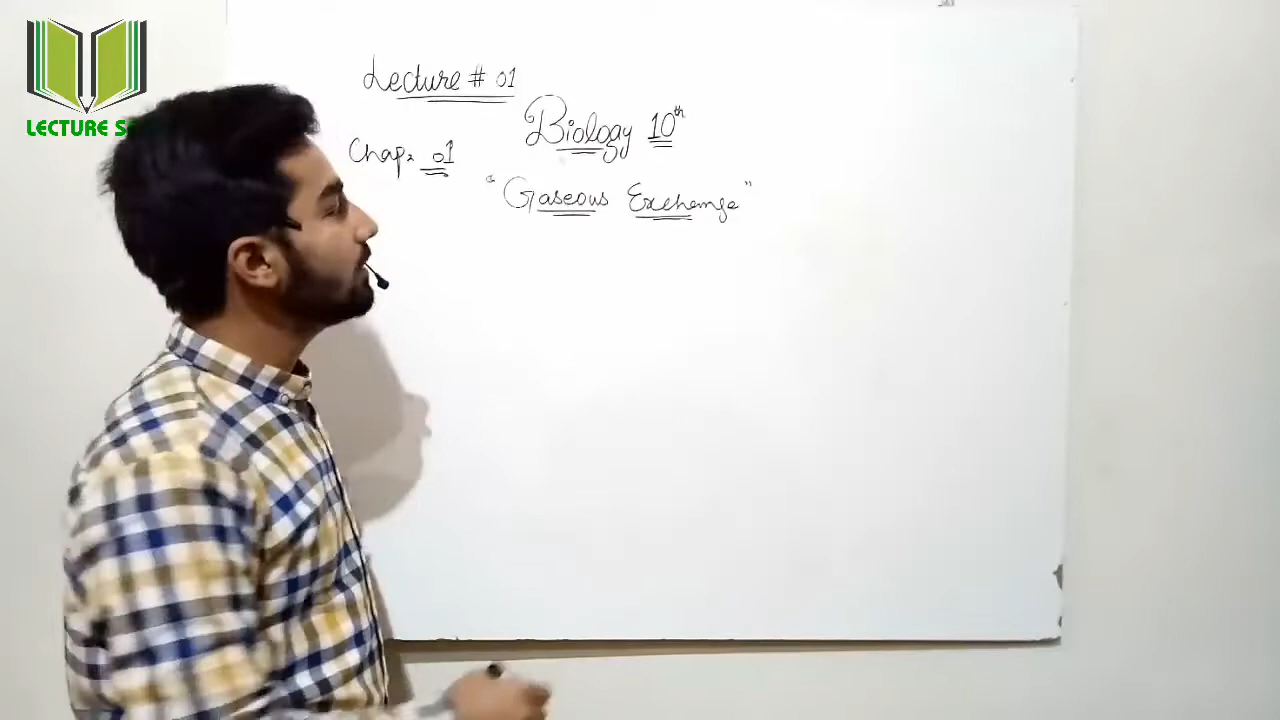 LECTURE S
Lecture # 01
Biology 10th
Chap. 01
"Gaseous Exchange"